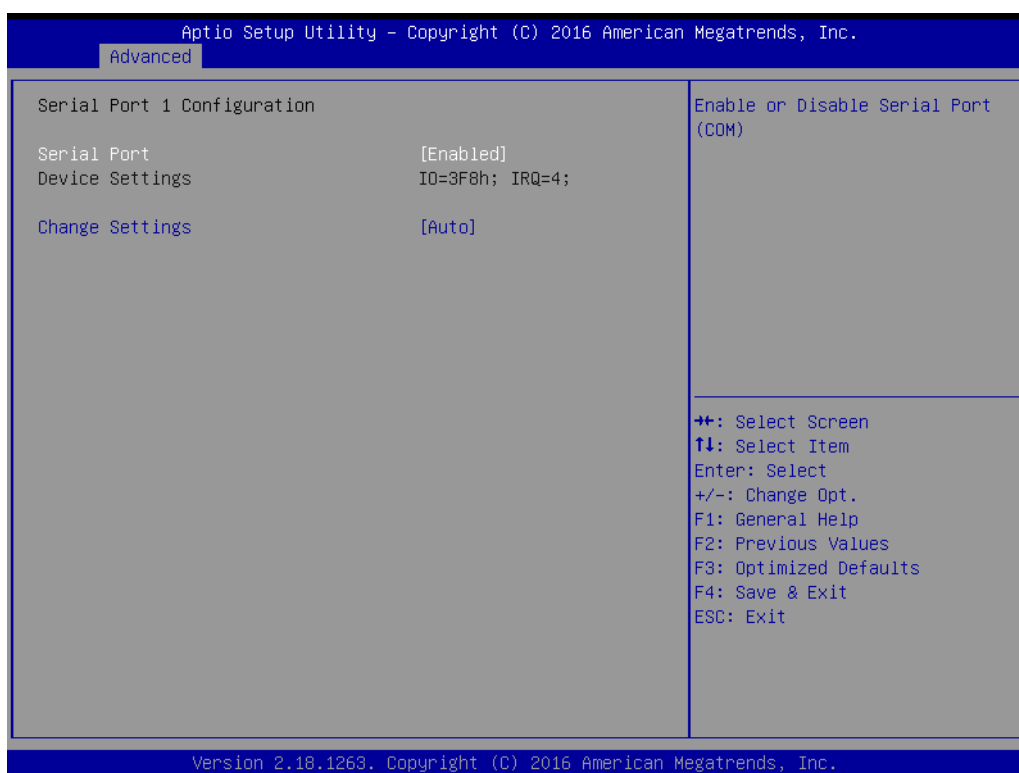 Aptio Setup Utility – Copyright (C) 2016 American Megatrends, Inc.
Advanced
Serial Port 1 Configuration
Serial Port [Enabled]
Device Settings IO=3F8h; IRQ=4;
Change Settings [Auto]
Enable or Disable Serial Port
(COM)
→←: Select Screen
↑↓: Select Item
Enter: Select
+/-: Change Opt.
F1: General Help
F2: Previous Values
F3: Optimized Defaults
F4: Save & Exit
ESC: Exit
Version 2.18.1263. Copyright (C) 2016 American Megatrends, Inc.